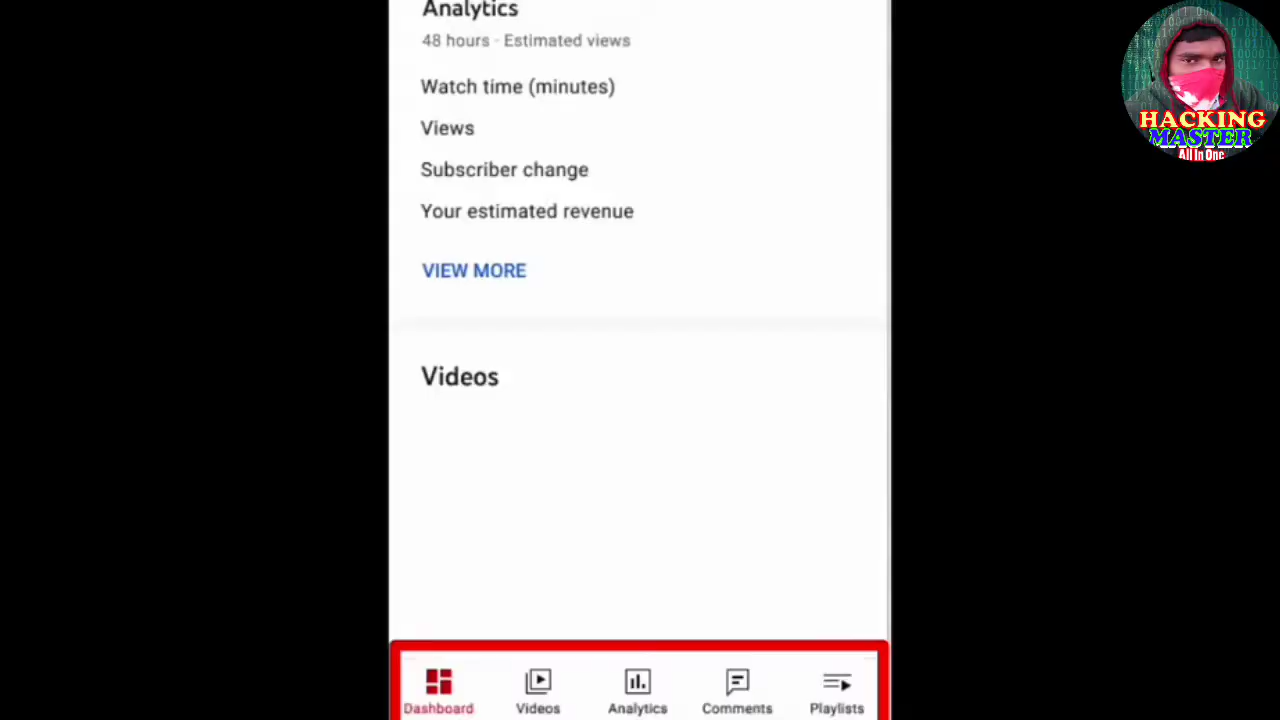 Analytics
48 hours · Estimated views
Watch time (minutes)
Views
Subscriber change
Your estimated revenue
VIEW MORE
Videos
Dashboard Videos Analytics Comments Playlists
HACKING
MASTER
All In One